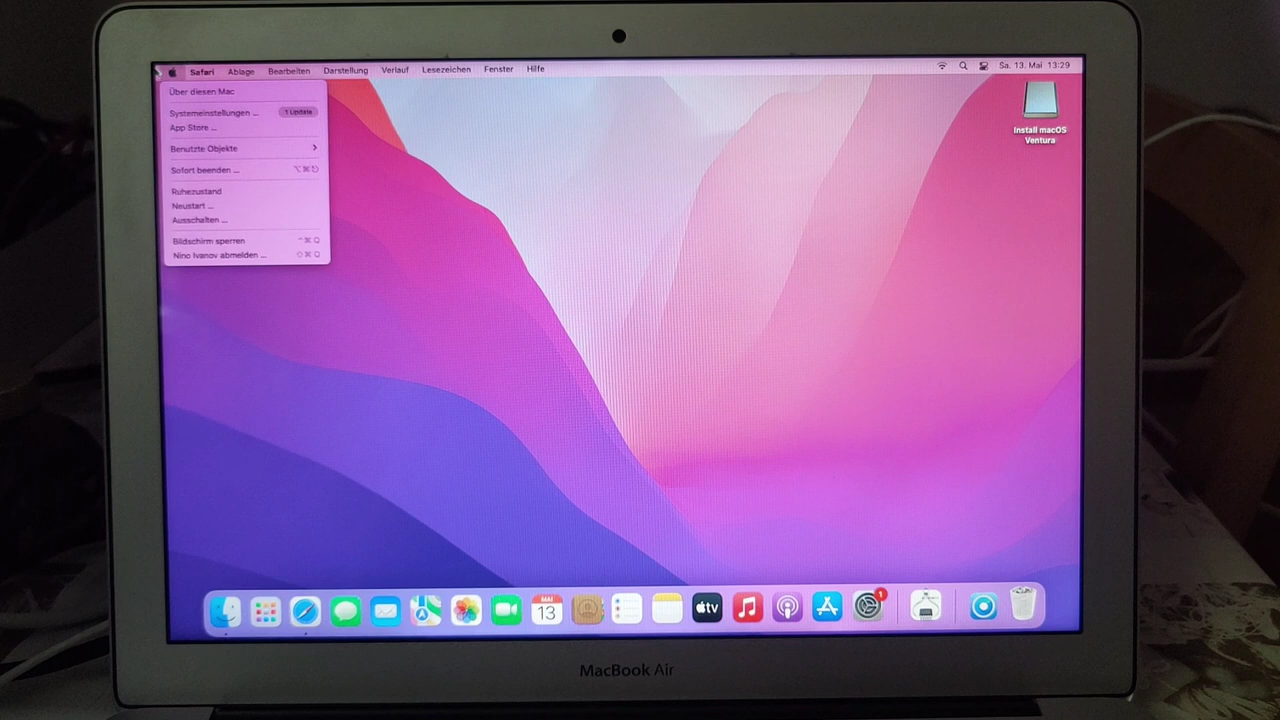 Safari Ablage Bearbeiten Darstellung Verlauf Lesezeichen Fenster Hilfe Sa. 13. Mai 13:29
Über diesen Mac
Systemeinstellungen ... 1 Update
App Store ...
Benutzte Objekte
Sofort beenden ...
Ruhezustand
Neustart ...
Ausschalten ...
Bildschirm sperren ⌃⌘Q
Nino Ivanov abmelden ... ⇧⌘Q
Install macOS
Ventura
MAI
13
tv
1
MacBook Air